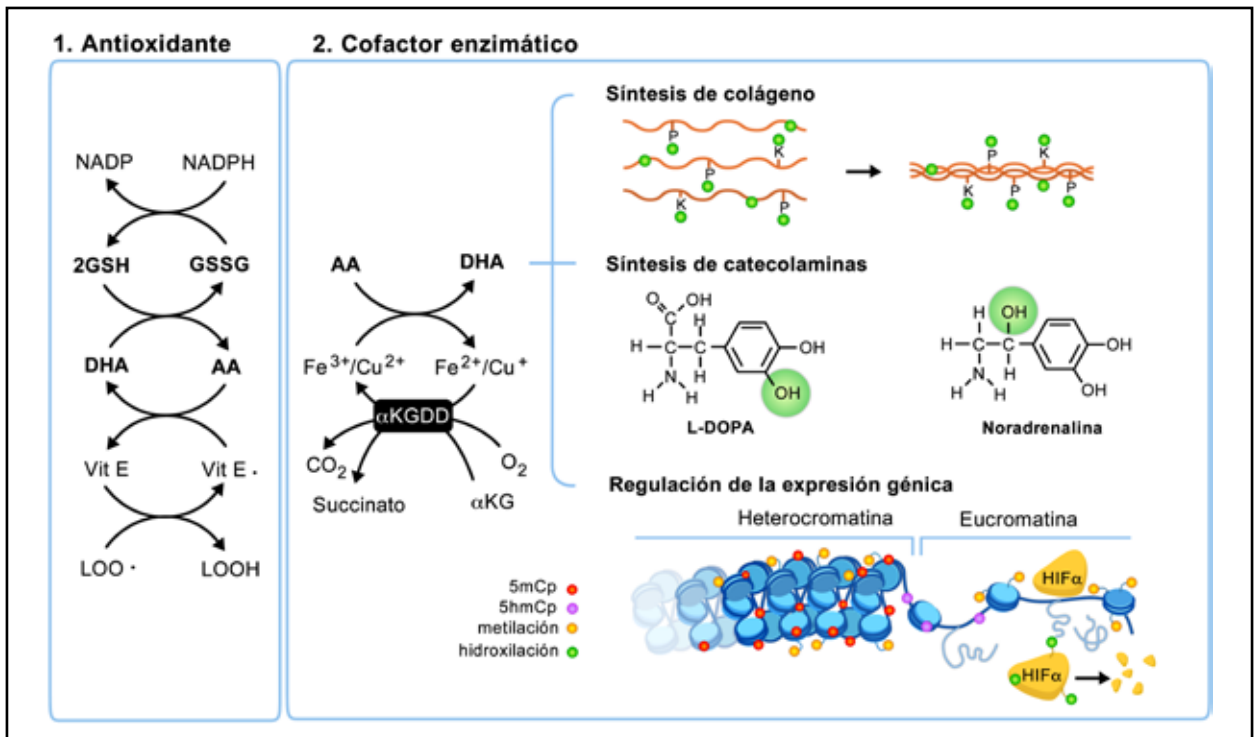 1. Antioxidante
2. Cofactor enzimático
NADP NADPH
2GSH GSSG
DHA AA
Vit E Vit E ·
LOO · LOOH
AA DHA
Fe3+/Cu2+ Fe2+/Cu+
αKGDD
CO2 O2
Succinato αKG
Síntesis de colágeno
P K
P
K P
P K
K P P
Síntesis de catecolaminas
O OH
C H
H C C OH
N H OH
H H
L-DOPA
H OH
H C C OH
N H OH
H H
Noradrenalina
Regulación de la expresión génica
Heterocromatina Eucromatina
5mCp
5hmCp
metilación
hidroxilación
HIFα
HIFα